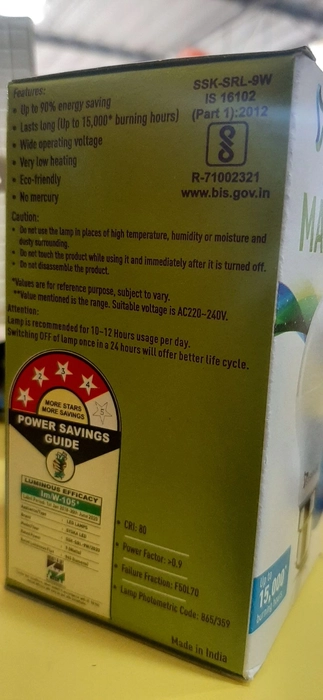 Features:
• Up to 90% energy saving
• Lasts long (Up to 15,000* burning hours)
• Wide operating voltage
• Very low heating
• Eco-friendly
• No mercury
SSK-SRL-9W
IS 16102
(Part 1):2012
R-71002321
www.bis.gov.in
Caution:
• Do not use the lamp in places of high temperature, humidity or moisture and
dusty surrounding.
• Do not touch the product while using it and immediately after it is turned off.
• Do not disassemble the product.
*Values are for reference purpose, subject to vary.
**Value mentioned is the range. Suitable voltage is AC220-240V.
Attention:
Lamp is recommended for 10-12 Hours usage per day.
Switching OFF of lamp once in a 24 hours will offer better life cycle.
MORE STARS
MORE SAVINGS
POWER SAVINGS
GUIDE
LUMINOUS EFFICACY
lm/W-105*
LED LAMPS
• CRI: 80
• Power Factor: >0.9
• Failure Fraction: F50L70
• Lamp Photometric Code: 865/359
Made in India
MA
Up to
15,000*
burning hours